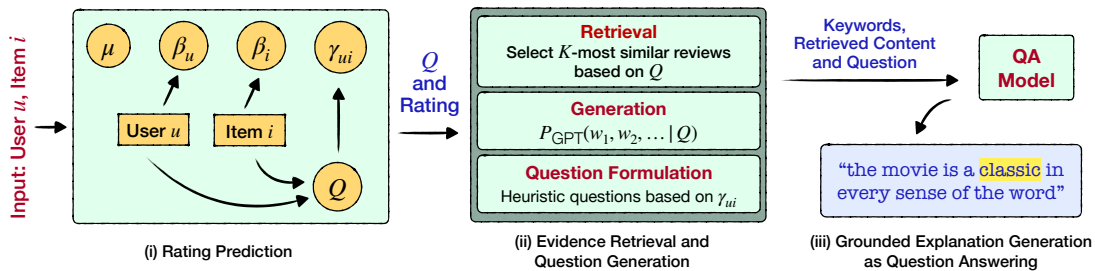 Input: User u, Item i
μ
β_u
β_i
γ_ui
User u
Item i
Q
(i) Rating Prediction
Q
and
Rating
Retrieval
Select K-most similar reviews
based on Q
Generation
P_GPT(w_1, w_2, … | Q)
Question Formulation
Heuristic questions based on γ_ui
(ii) Evidence Retrieval and
Question Generation
Keywords,
Retrieved Content
and Question
QA
Model
“the movie is a classic in
every sense of the word”
(iii) Grounded Explanation Generation
as Question Answering